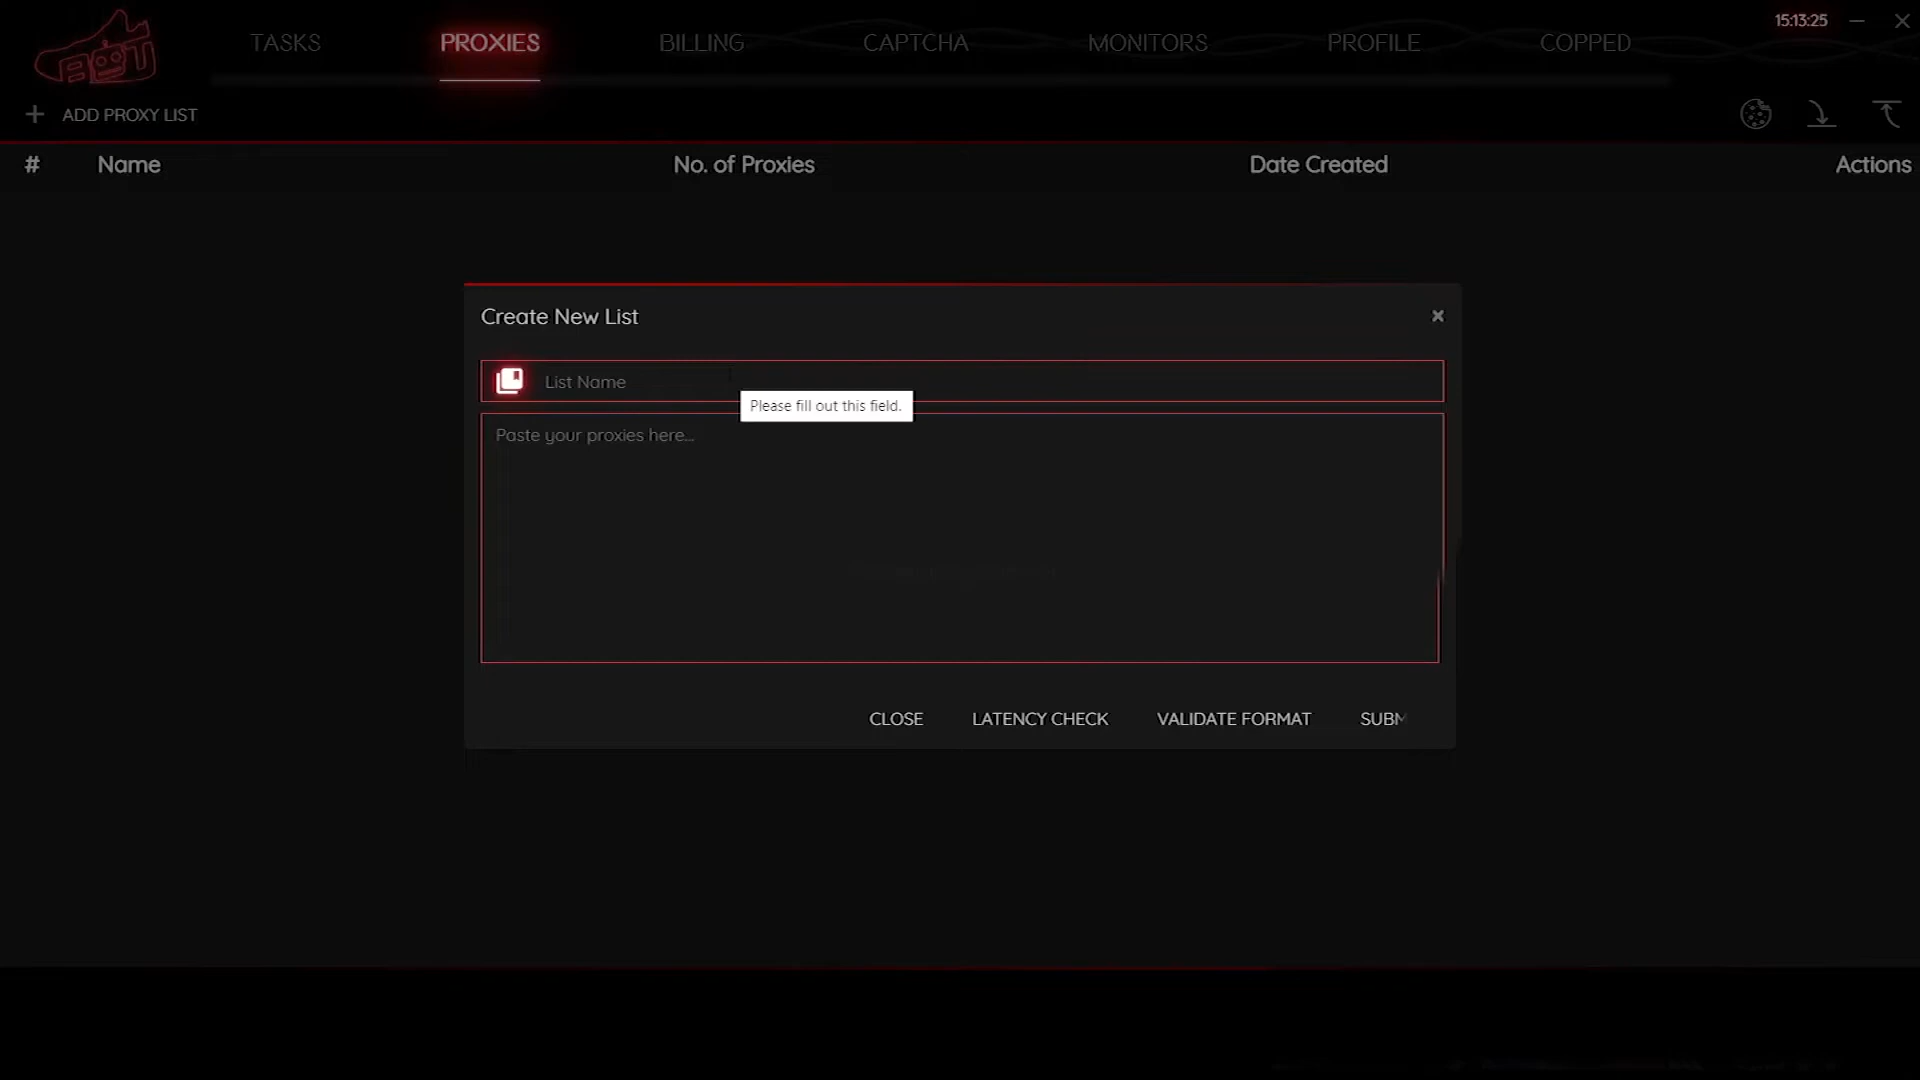 15:13:25
TASKS PROXIES BILLING CAPTCHA MONITORS PROFILE COPPED
ADD PROXY LIST
# Name No. of Proxies Date Created Actions
Create New List
List Name
Please fill out this field.
Paste your proxies here...
CLOSE LATENCY CHECK VALIDATE FORMAT SUBM